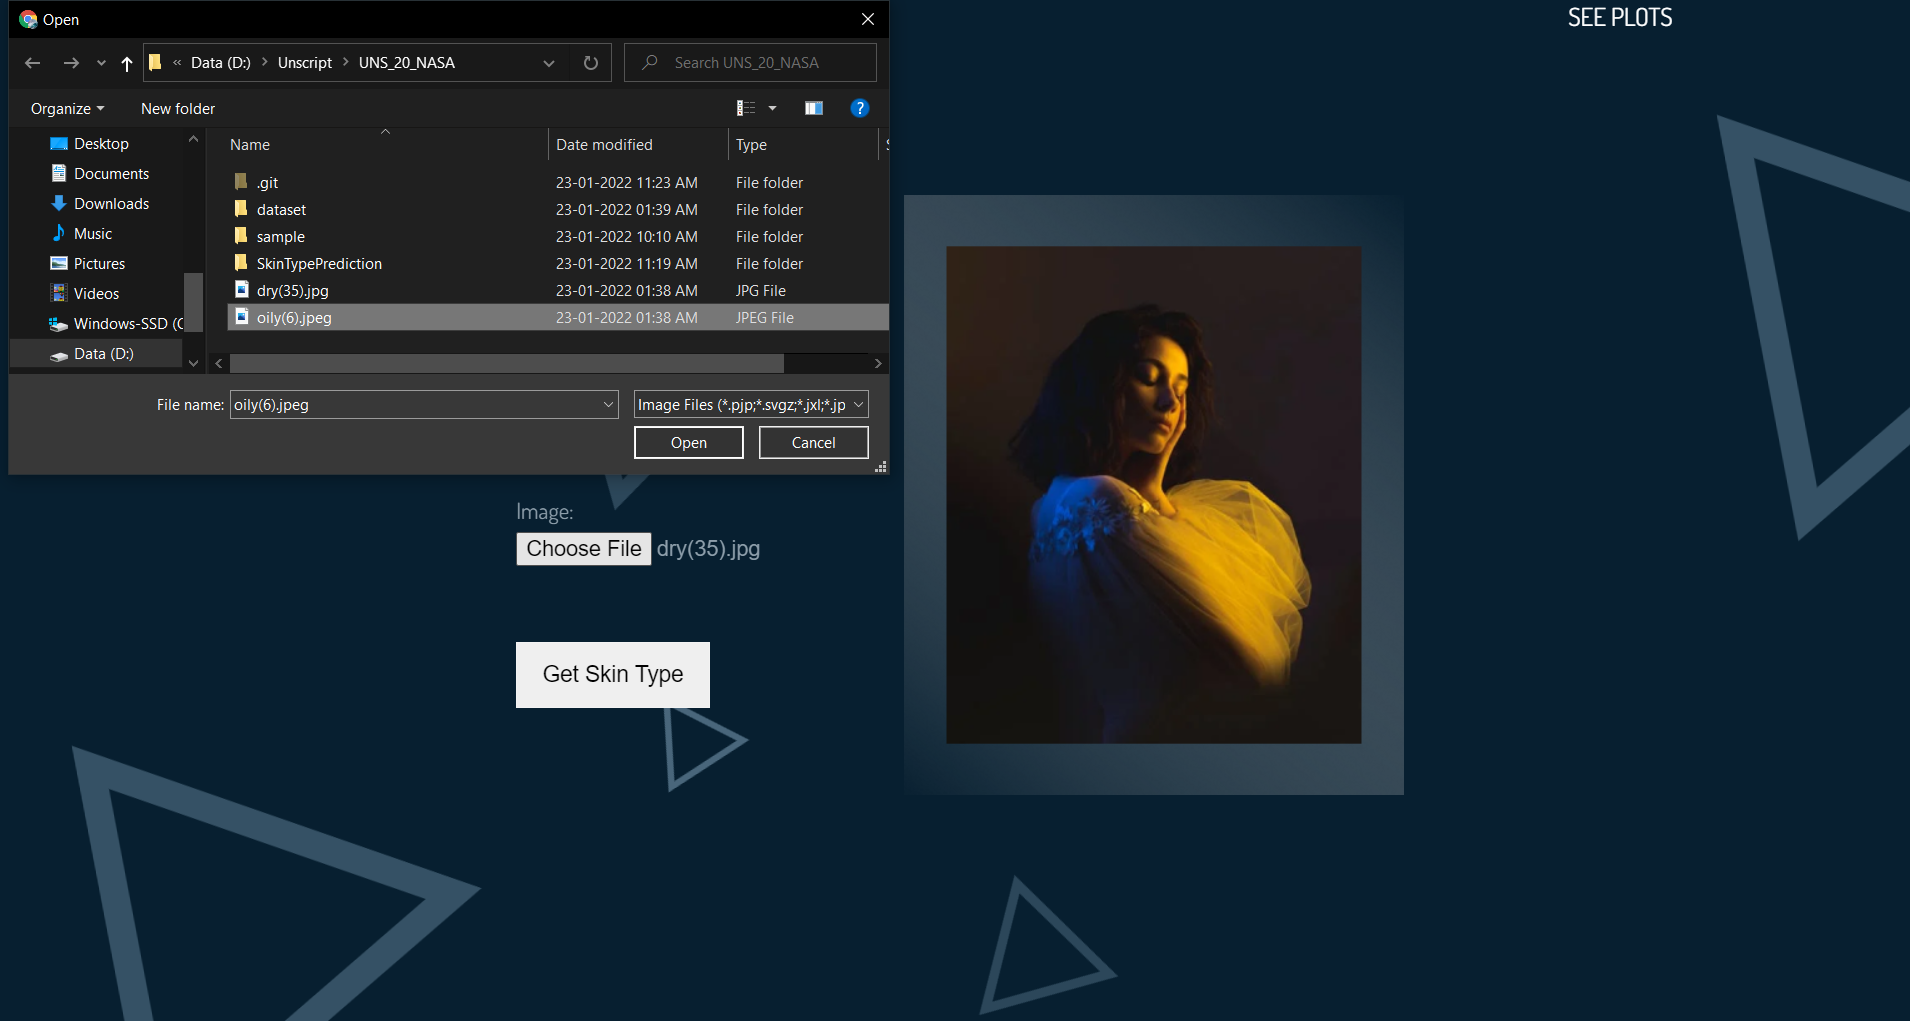 Open
SEE PLOTS
« Data (D:) > Unscript > UNS_20_NASA
Search UNS_20_NASA
Organize
New folder
?
Name Date modified Type
Desktop
Documents
Downloads
Music
Pictures
Videos
Windows-SSD (C
Data (D:)
.git 23-01-2022 11:23 AM File folder
dataset 23-01-2022 01:39 AM File folder
sample 23-01-2022 10:10 AM File folder
SkinTypePrediction 23-01-2022 11:19 AM File folder
dry(35).jpg 23-01-2022 01:38 AM JPG File
oily(6).jpeg 23-01-2022 01:38 AM JPEG File
File name: oily(6).jpeg Image Files (*.pjp;*.svgz;*.jxl;*.jp
Open Cancel
Image:
Choose File dry(35).jpg
Get Skin Type